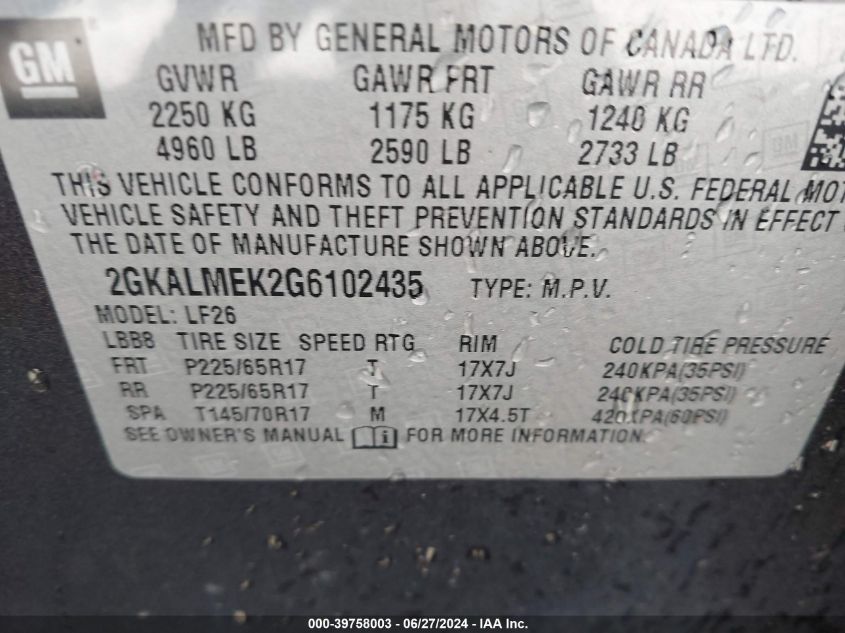 GM
MFD BY GENERAL MOTORS OF CANADA LTD.
GVWR GAWR FRT GAWR RR
2250 KG 1175 KG 1240 KG
4960 LB 2590 LB 2733 LB
THIS VEHICLE CONFORMS TO ALL APPLICABLE U.S. FEDERAL MOT
VEHICLE SAFETY AND THEFT PREVENTION STANDARDS IN EFFECT
THE DATE OF MANUFACTURE SHOWN ABOVE.
2GKALMEK2G6102435 TYPE: M.P.V.
MODEL: LF26
LBB8 TIRE SIZE SPEED RTG RIM COLD TIRE PRESSURE
FRT P225/65R17 T 17X7J 240KPA(35PSI)
RR P225/65R17 T 17X7J 240KPA(35PSI)
SPA T145/70R17 M 17X4.5T 420KPA(60PSI)
SEE OWNER'S MANUAL i FOR MORE INFORMATION.
000-39758003 - 06/27/2024 - IAA Inc.